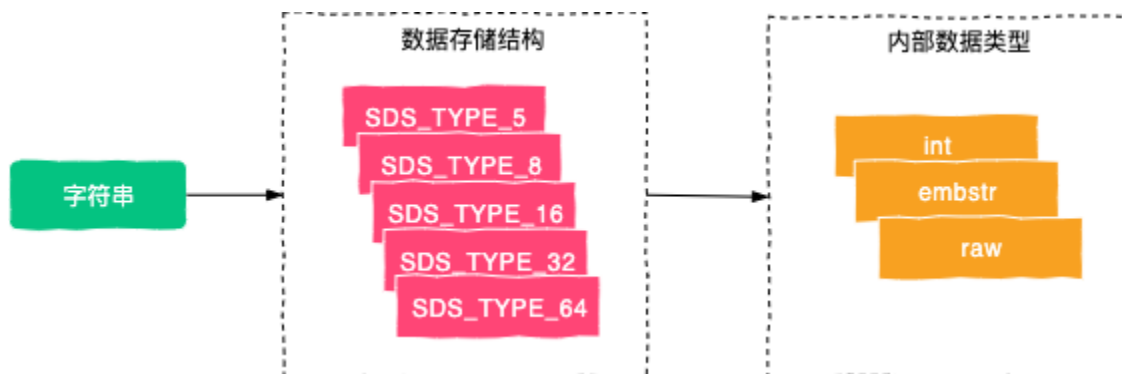 字符串
数据存储结构
SDS_TYPE_5
SDS_TYPE_8
SDS_TYPE_16
SDS_TYPE_32
SDS_TYPE_64
内部数据类型
int
embstr
raw